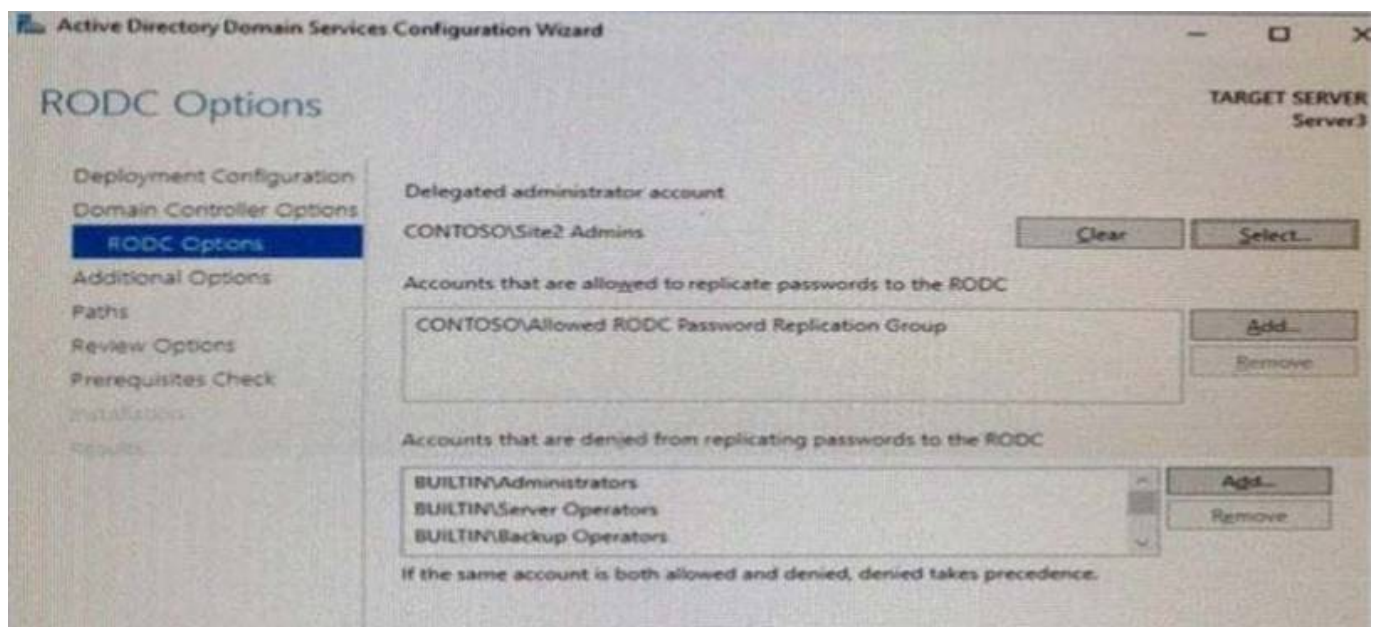 Active Directory Domain Services Configuration Wizard
RODC Options
TARGET SERVER
Server3
Deployment Configuration
Domain Controller Options
RODC Options
Additional Options
Paths
Review Options
Prerequisites Check
Installation
Results
Delegated administrator account
CONTOSO\Site2 Admins
Clear
Select...
Accounts that are allowed to replicate passwords to the RODC
CONTOSO\Allowed RODC Password Replication Group
Add...
Remove
Accounts that are denied from replicating passwords to the RODC
BUILTIN\Administrators
BUILTIN\Server Operators
BUILTIN\Backup Operators
Add...
Remove
If the same account is both allowed and denied, denied takes precedence.